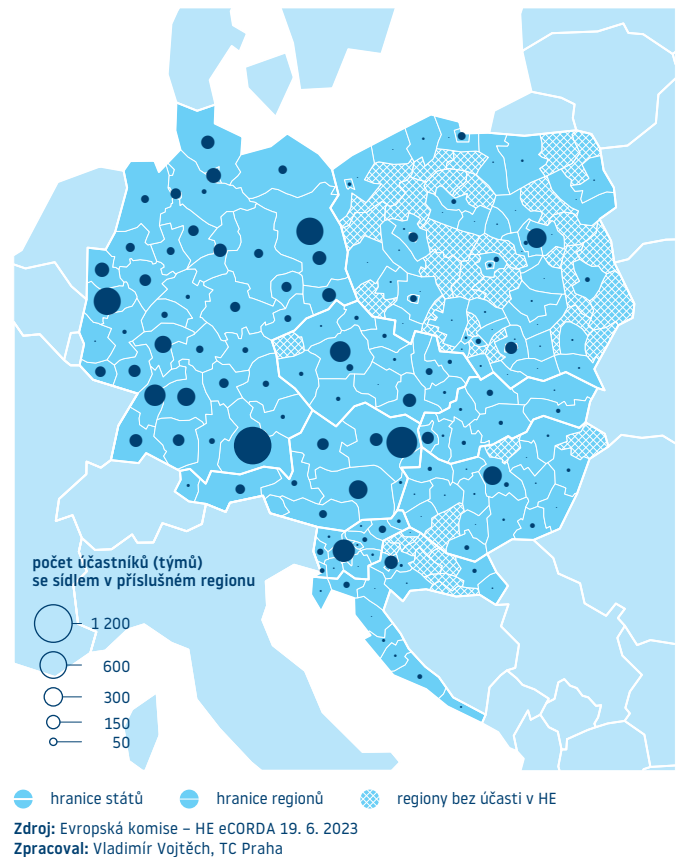 počet účastníků (týmů)
se sídlem v příslušném regionu
1 200
600
300
150
50
hranice států
hranice regionů
regiony bez účasti v HE
Zdroj: Evropská komise – HE eCORDA 19. 6. 2023
Zpracoval: Vladimír Vojtěch, TC Praha